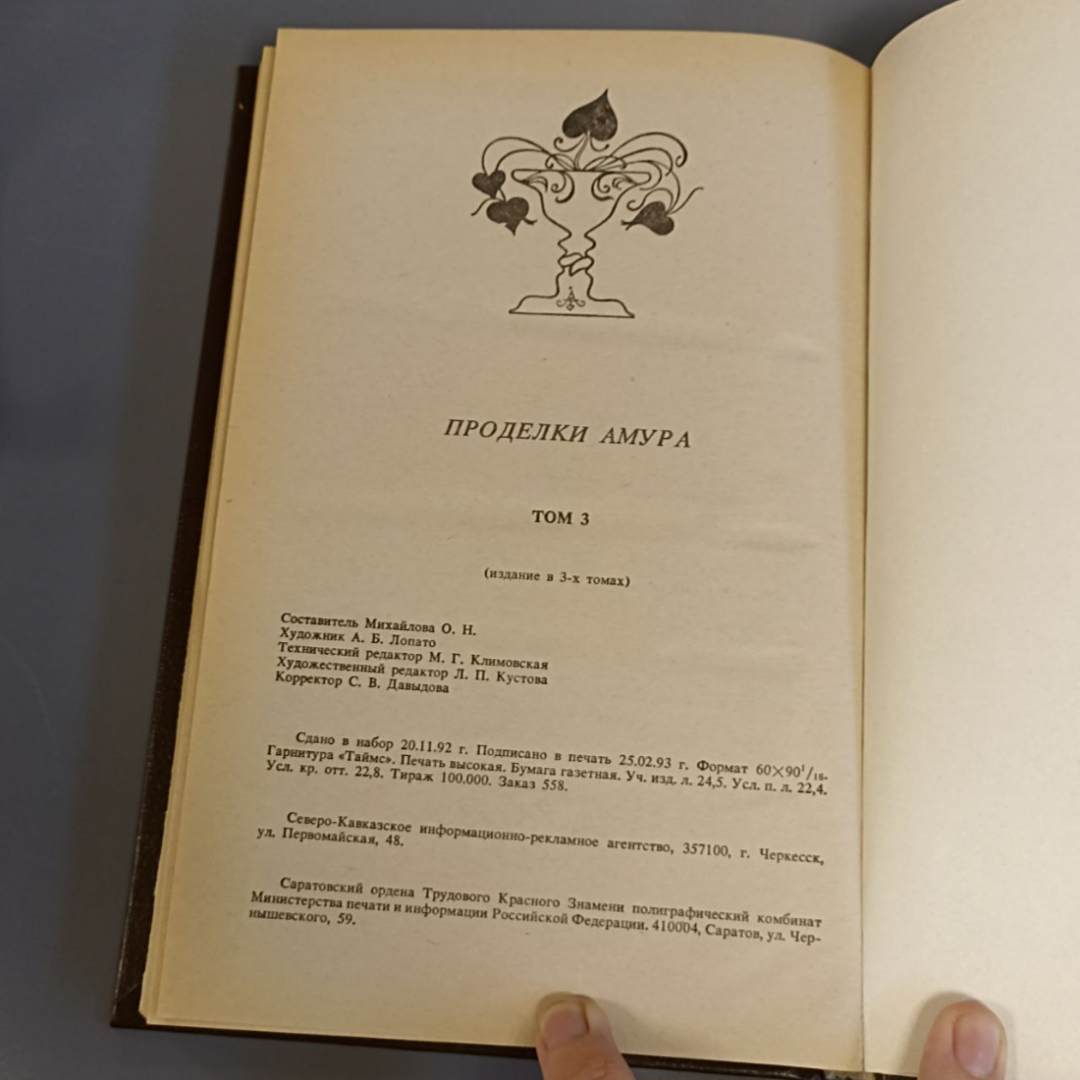 ПРОДЕЛКИ АМУРА
ТОМ 3
(издание в 3-х томах)
Составитель Михайлова О. Н.
Художник А. Б. Лопато
Технический редактор М. Г. Климовская
Художественный редактор Л. П. Кустова
Корректор С. В. Давыдова
Сдано в набор 20.11.92 г. Подписано в печать 25.02.93 г. Формат 60×90¹/₁₆.
Гарнитура «Таймс». Печать высокая. Бумага газетная. Уч. изд. л. 24,5. Усл. п. л. 22,4.
Усл. кр. отт. 22,8. Тираж 100.000. Заказ 558.
Северо-Кавказское информационно-рекламное агентство, 357100, г. Черкесск,
ул. Первомайская, 48.
Саратовский ордена Трудового Красного Знамени полиграфический комбинат
Министерства печати и информации Российской Федерации. 410004, Саратов, ул. Чер-
нышевского, 59.